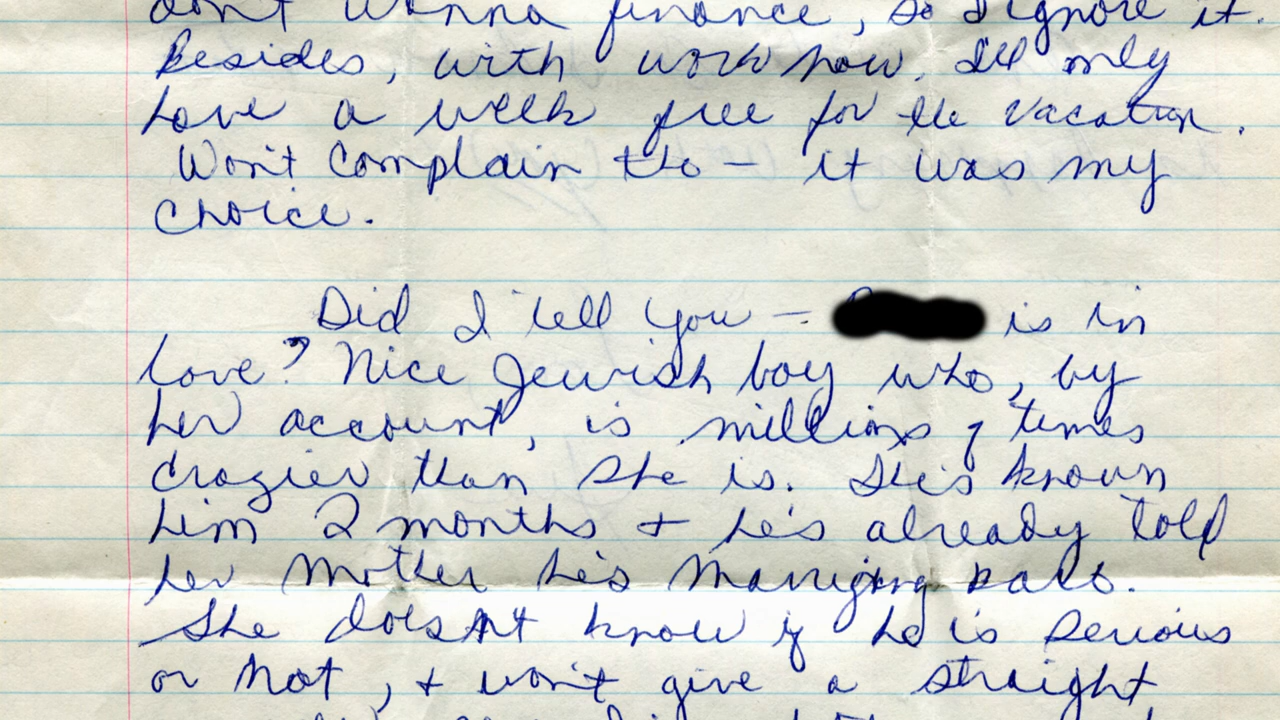 don't wanna finance, so I ignore it.
Besides, with work now, I'll only
have a week free for the vacation.
Won't complain tho – it was my
choice.
Did I tell you – is in
love? Nice Jewish boy who, by
her account, is millions of times
crazier than she is. She's known
him 2 months & he's already told
her mother he's marrying
She doesn't know if he is serious
or not, & won't give a straight